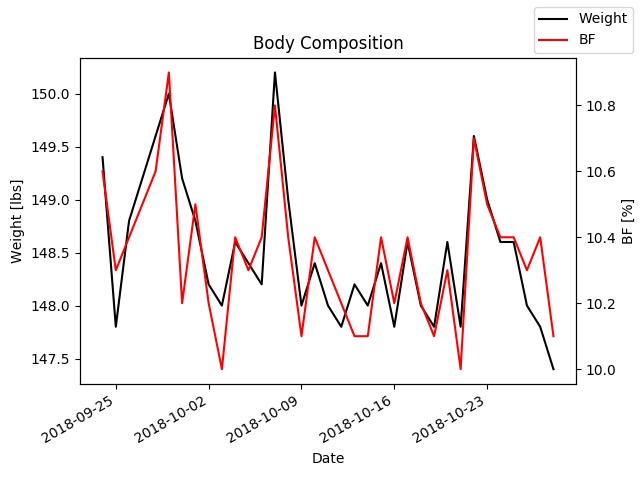 Weight
BF
Body Composition
150.0
149.5
149.0
148.5
148.0
147.5
Weight [lbs]
10.8
10.6
10.4
10.2
10.0
BF [%]
2018-09-25
2018-10-02
2018-10-09
2018-10-16
2018-10-23
Date